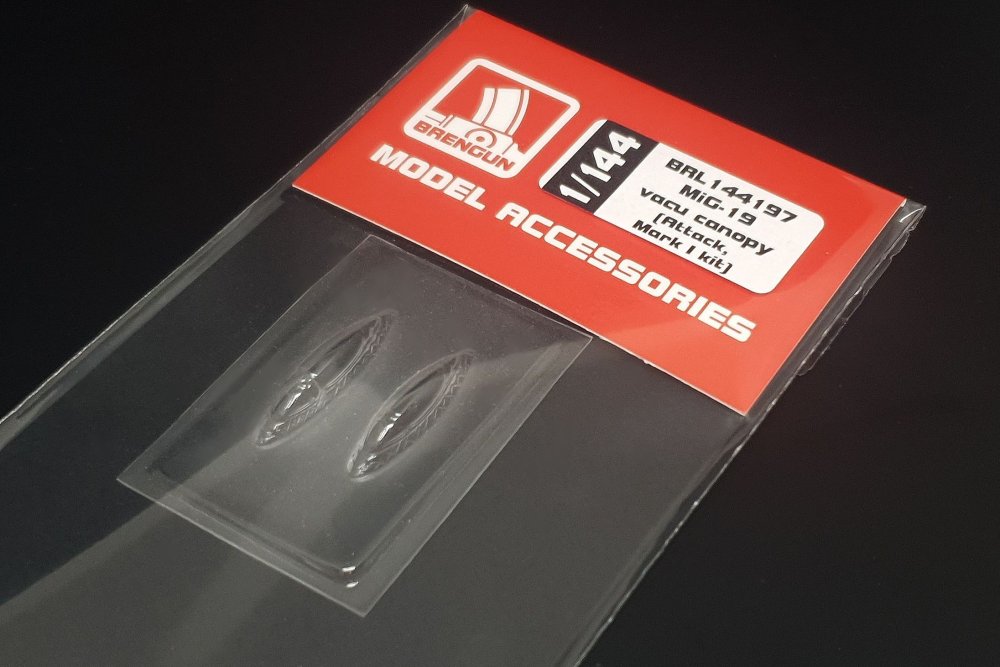 BRENGUN
MODEL ACCESSORIES
1/144
BRL144197
MiG-19
vacu canopy
(Attack,
Mark I kit)